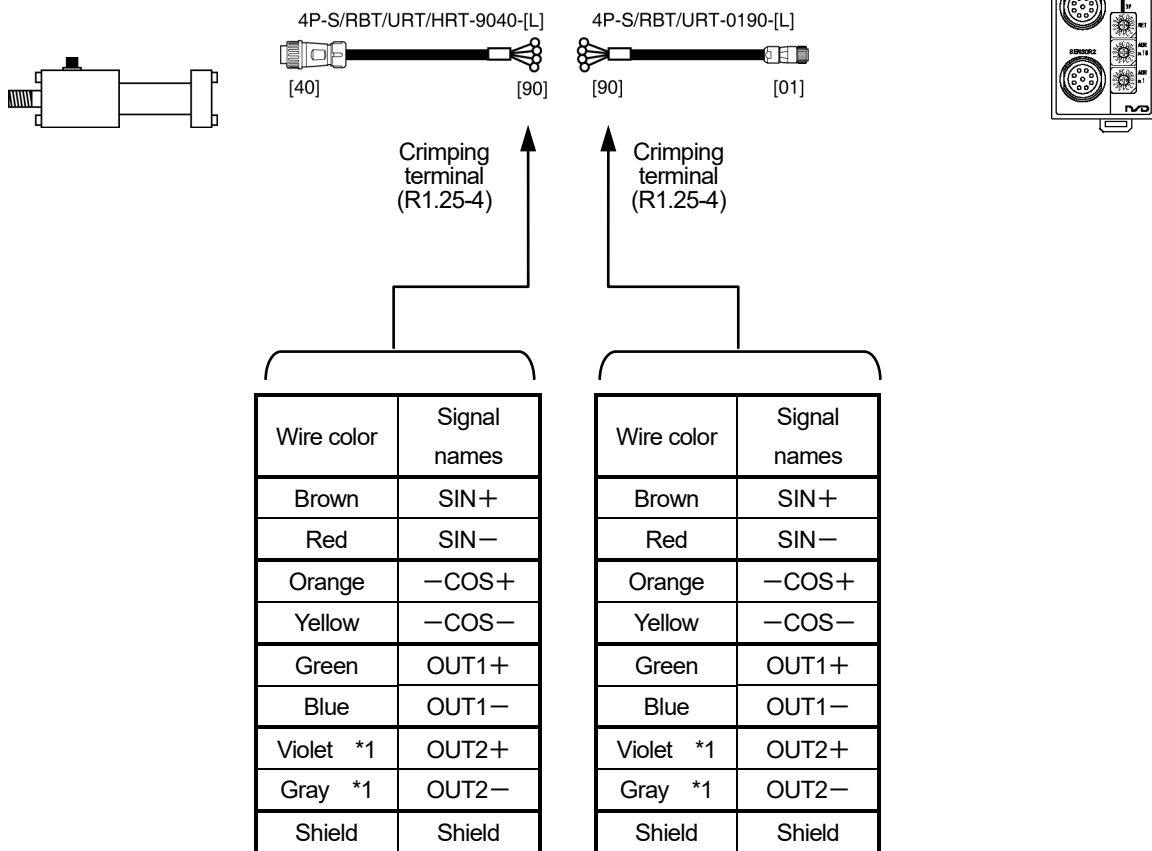 4P-S/RBT/URT/HRT-9040-[L] 4P-S/RBT/URT-0190-[L]
[40] [90] [90] [01]
SENSOR2
NSD
Crimping
terminal
(R1.25-4)
Crimping
terminal
(R1.25-4)
Wire color Signal names
Brown SIN+
Red SIN−
Orange −COS+
Yellow −COS−
Green OUT1+
Blue OUT1−
Violet *1 OUT2+
Gray *1 OUT2−
Shield Shield
Wire color Signal names
Brown SIN+
Red SIN−
Orange −COS+
Yellow −COS−
Green OUT1+
Blue OUT1−
Violet *1 OUT2+
Gray *1 OUT2−
Shield Shield